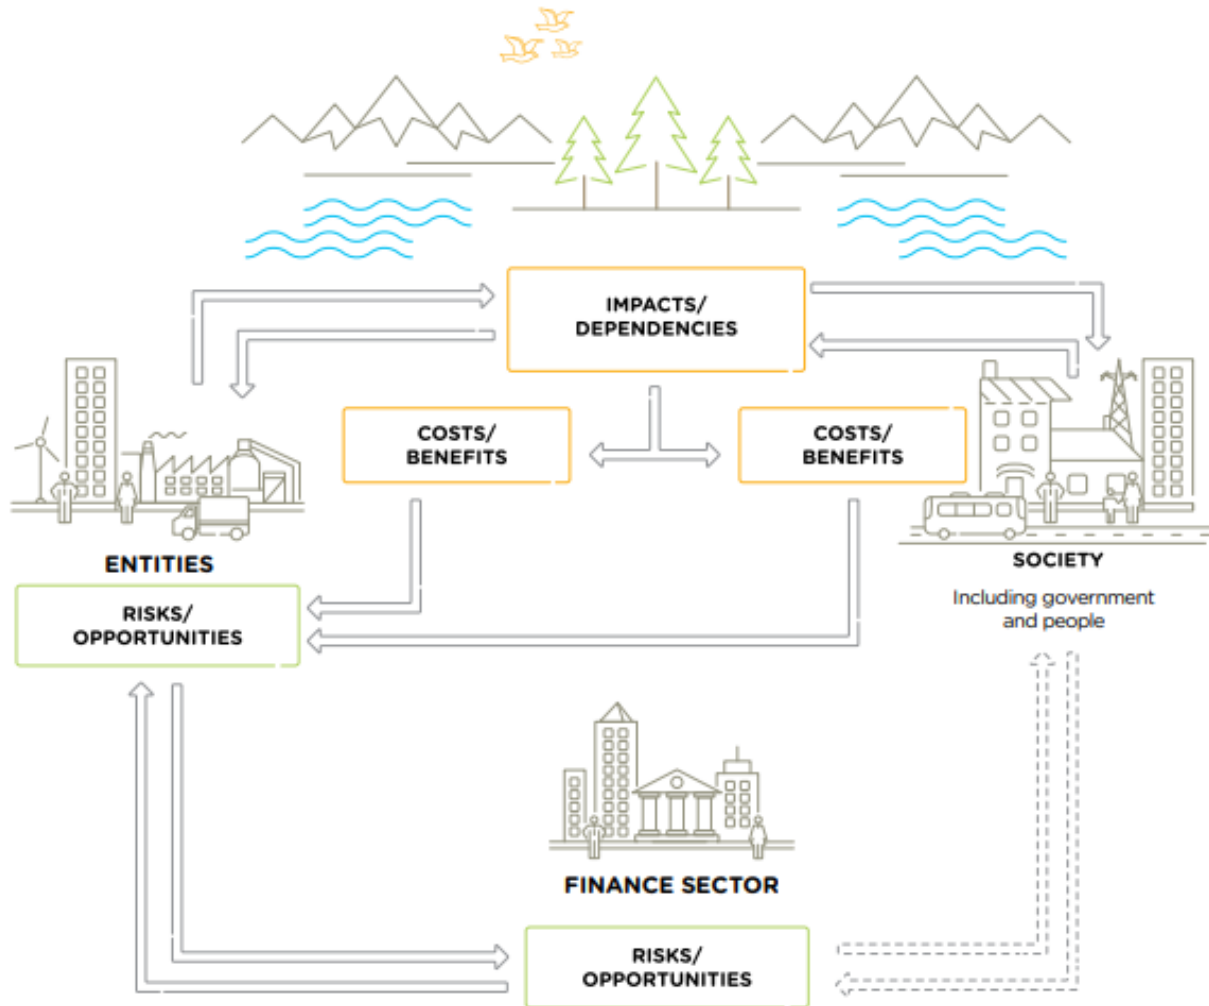 IMPACTS/
DEPENDENCIES
COSTS/
BENEFITS
COSTS/
BENEFITS
ENTITIES
RISKS/
OPPORTUNITIES
SOCIETY
Including government
and people
FINANCE SECTOR
RISKS/
OPPORTUNITIES